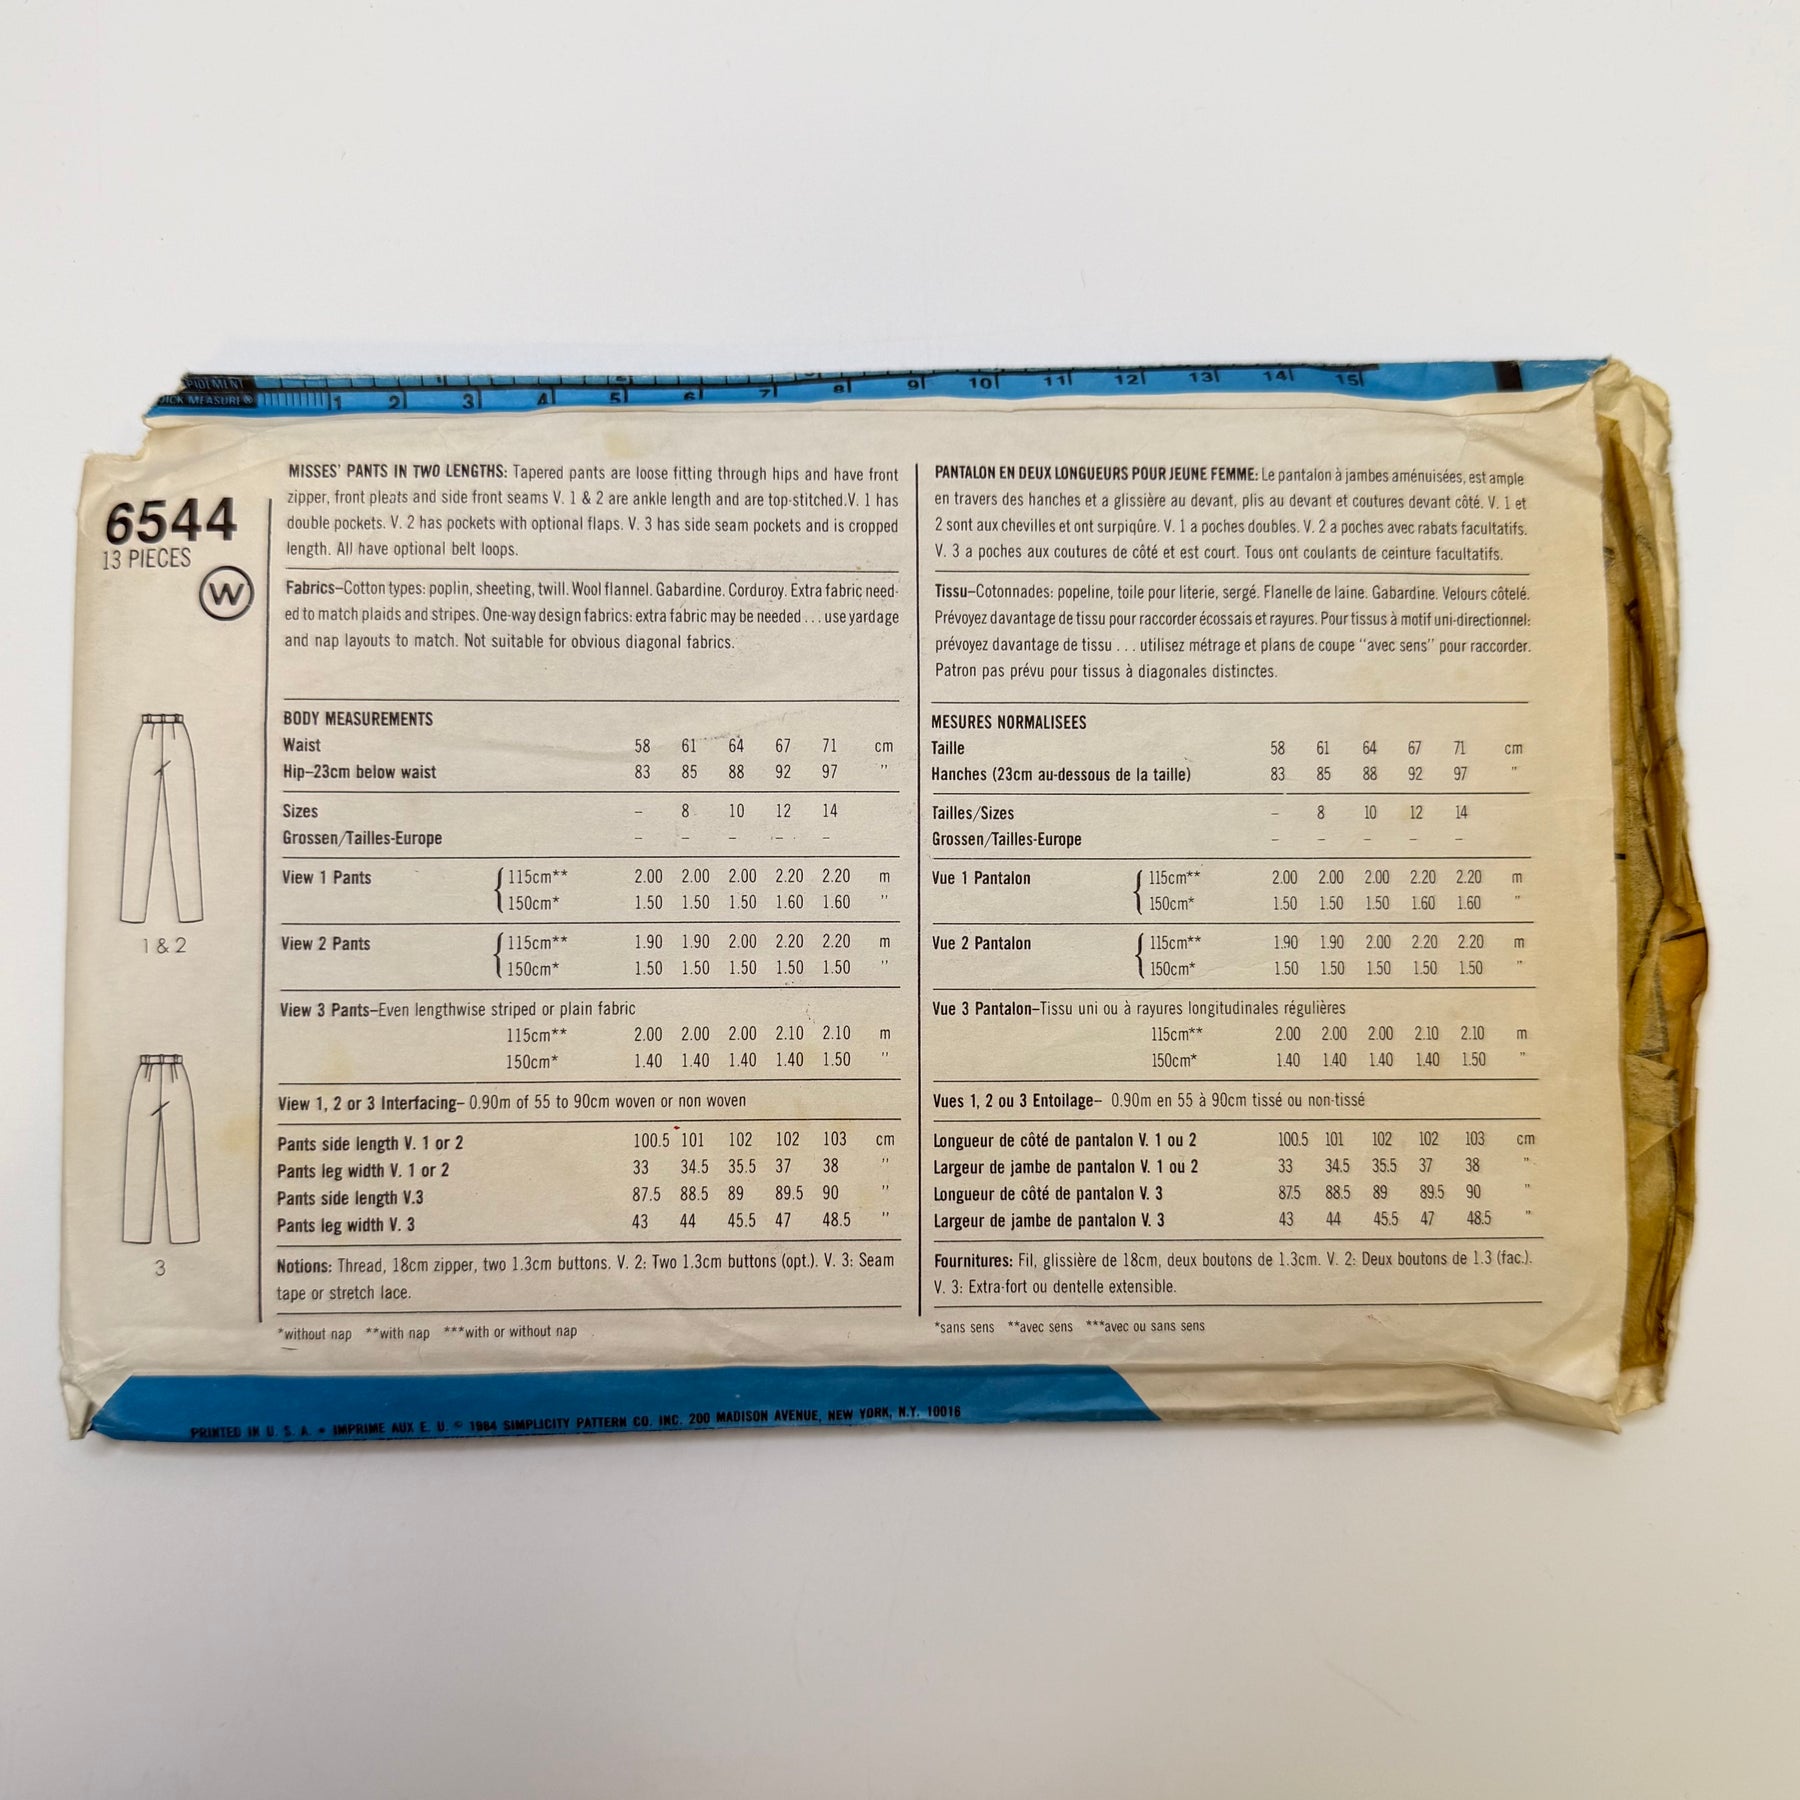 PIDEMENT
QUICK MEASURE®
1 2 3 4 5 6 7 8 9 10 11 12 13 14 15
6544
13 PIECES
W
1 & 2
3
MISSES' PANTS IN TWO LENGTHS: Tapered pants are loose fitting through hips and have front
zipper, front pleats and side front seams V. 1 & 2 are ankle length and are top-stitched.V. 1 has
double pockets. V. 2 has pockets with optional flaps. V. 3 has side seam pockets and is cropped
length. All have optional belt loops.
Fabrics–Cotton types: poplin, sheeting, twill. Wool flannel. Gabardine. Corduroy. Extra fabric need-
ed to match plaids and stripes. One-way design fabrics: extra fabric may be needed . . . use yardage
and nap layouts to match. Not suitable for obvious diagonal fabrics.
BODY MEASUREMENTS
Waist 58 61 64 67 71 cm
Hip–23cm below waist 83 85 88 92 97 "
Sizes – 8 10 12 14
Grossen/Tailles-Europe – – – – –
View 1 Pants 115cm** 2.00 2.00 2.00 2.20 2.20 m
150cm* 1.50 1.50 1.50 1.60 1.60 "
View 2 Pants 115cm** 1.90 1.90 2.00 2.20 2.20 m
150cm* 1.50 1.50 1.50 1.50 1.50 "
View 3 Pants–Even lengthwise striped or plain fabric
115cm** 2.00 2.00 2.00 2.10 2.10 m
150cm* 1.40 1.40 1.40 1.40 1.50 "
View 1, 2 or 3 Interfacing– 0.90m of 55 to 90cm woven or non woven
Pants side length V. 1 or 2 100.5 101 102 102 103 cm
Pants leg width V. 1 or 2 33 34.5 35.5 37 38 "
Pants side length V.3 87.5 88.5 89 89.5 90 "
Pants leg width V. 3 43 44 45.5 47 48.5 "
Notions: Thread, 18cm zipper, two 1.3cm buttons. V. 2: Two 1.3cm buttons (opt.). V. 3: Seam
tape or stretch lace.
*without nap **with nap ***with or without nap
PANTALON EN DEUX LONGUEURS POUR JEUNE FEMME: Le pantalon à jambes aménuisées, est ample
en travers des hanches et a glissière au devant, plis au devant et coutures devant côté. V. 1 et
2 sont aux chevilles et ont surpiqûre. V. 1 a poches doubles. V. 2 a poches avec rabats facultatifs.
V. 3 a poches aux coutures de côté et est court. Tous ont coulants de ceinture facultatifs.
Tissu–Cotonnades: popeline, toile pour literie, sergé. Flanelle de laine. Gabardine. Velours côtelé.
Prévoyez davantage de tissu pour raccorder écossais et rayures. Pour tissus à motif uni-directionnel:
prévoyez davantage de tissu . . . utilisez métrage et plans de coupe "avec sens" pour raccorder.
Patron pas prévu pour tissus à diagonales distinctes.
MESURES NORMALISEES
Taille 58 61 64 67 71 cm
Hanches (23cm au-dessous de la taille) 83 85 88 92 97 "
Tailles/Sizes – 8 10 12 14
Grossen/Tailles-Europe – – – – –
Vue 1 Pantalon 115cm** 2.00 2.00 2.00 2.20 2.20 m
150cm* 1.50 1.50 1.50 1.60 1.60 "
Vue 2 Pantalon 115cm** 1.90 1.90 2.00 2.20 2.20 m
150cm* 1.50 1.50 1.50 1.50 1.50 "
Vue 3 Pantalon–Tissu uni ou à rayures longitudinales régulières
115cm** 2.00 2.00 2.00 2.10 2.10 m
150cm* 1.40 1.40 1.40 1.40 1.50 "
Vues 1, 2 ou 3 Entoilage– 0.90m en 55 à 90cm tissé ou non-tissé
Longueur de côté de pantalon V. 1 ou 2 100.5 101 102 102 103 cm
Largeur de jambe de pantalon V. 1 ou 2 33 34.5 35.5 37 38 "
Longueur de côté de pantalon V. 3 87.5 88.5 89 89.5 90 "
Largeur de jambe de pantalon V. 3 43 44 45.5 47 48.5 "
Fournitures: Fil, glissière de 18cm, deux boutons de 1.3cm. V. 2: Deux boutons de 1.3 (fac.).
V. 3: Extra-fort ou dentelle extensible.
*sans sens **avec sens ***avec ou sans sens
PRINTED IN U. S. A. • IMPRIME AUX E. U. © 1984 SIMPLICITY PATTERN CO. INC. 200 MADISON AVENUE, NEW YORK, N.Y. 10016